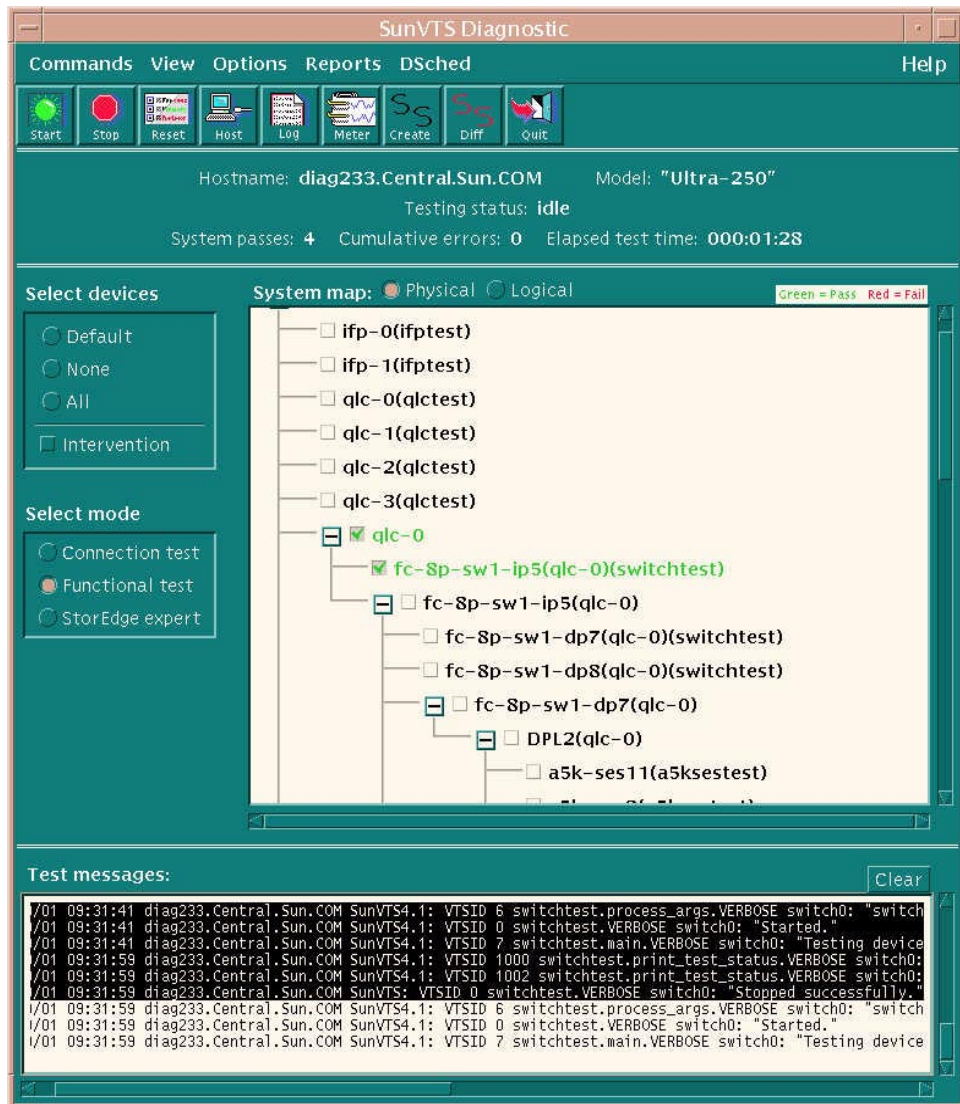 SunVTS Diagnostic
Commands View Options Reports DSched Help
Start Stop Reset Host Log Meter Create Diff Quit
Hostname: diag233.Central.Sun.COM Model: "Ultra-250"
Testing status: idle
System passes: 4 Cumulative errors: 0 Elapsed test time: 000:01:28
Select devices
Default
None
All
Intervention
Select mode
Connection test
Functional test
StorEdge expert
System map: Physical Logical
Green = Pass Red = Fail
ifp-0(ifptest)
ifp-1(ifptest)
qlc-0(qlctest)
qlc-1(qlctest)
qlc-2(qlctest)
qlc-3(qlctest)
qlc-0
fc-8p-sw1-ip5(qlc-0)(switchtest)
fc-8p-sw1-ip5(qlc-0)
fc-8p-sw1-dp7(qlc-0)(switchtest)
fc-8p-sw1-dp8(qlc-0)(switchtest)
fc-8p-sw1-dp7(qlc-0)
DPL2(qlc-0)
a5k-ses11(a5ksestest)
Test messages: Clear
/01 09:31:41 diag233.Central.Sun.COM SunVTS4.1: VTSID 6 switchtest.process_args.VERBOSE switch0: "switch
/01 09:31:41 diag233.Central.Sun.COM SunVTS4.1: VTSID 0 switchtest.VERBOSE switch0: "Started."
/01 09:31:41 diag233.Central.Sun.COM SunVTS4.1: VTSID 7 switchtest.main.VERBOSE switch0: "Testing device
/01 09:31:59 diag233.Central.Sun.COM SunVTS4.1: VTSID 1000 switchtest.print_test_status.VERBOSE switch0:
/01 09:31:59 diag233.Central.Sun.COM SunVTS4.1: VTSID 1002 switchtest.print_test_status.VERBOSE switch0:
/01 09:31:59 diag233.Central.Sun.COM SunVTS: VTSID 0 switchtest.VERBOSE switch0: "Stopped successfully."
/01 09:31:59 diag233.Central.Sun.COM SunVTS4.1: VTSID 6 switchtest.process_args.VERBOSE switch0: "switch
/01 09:31:59 diag233.Central.Sun.COM SunVTS4.1: VTSID 0 switchtest.VERBOSE switch0: "Started."
/01 09:31:59 diag233.Central.Sun.COM SunVTS4.1: VTSID 7 switchtest.main.VERBOSE switch0: "Testing device